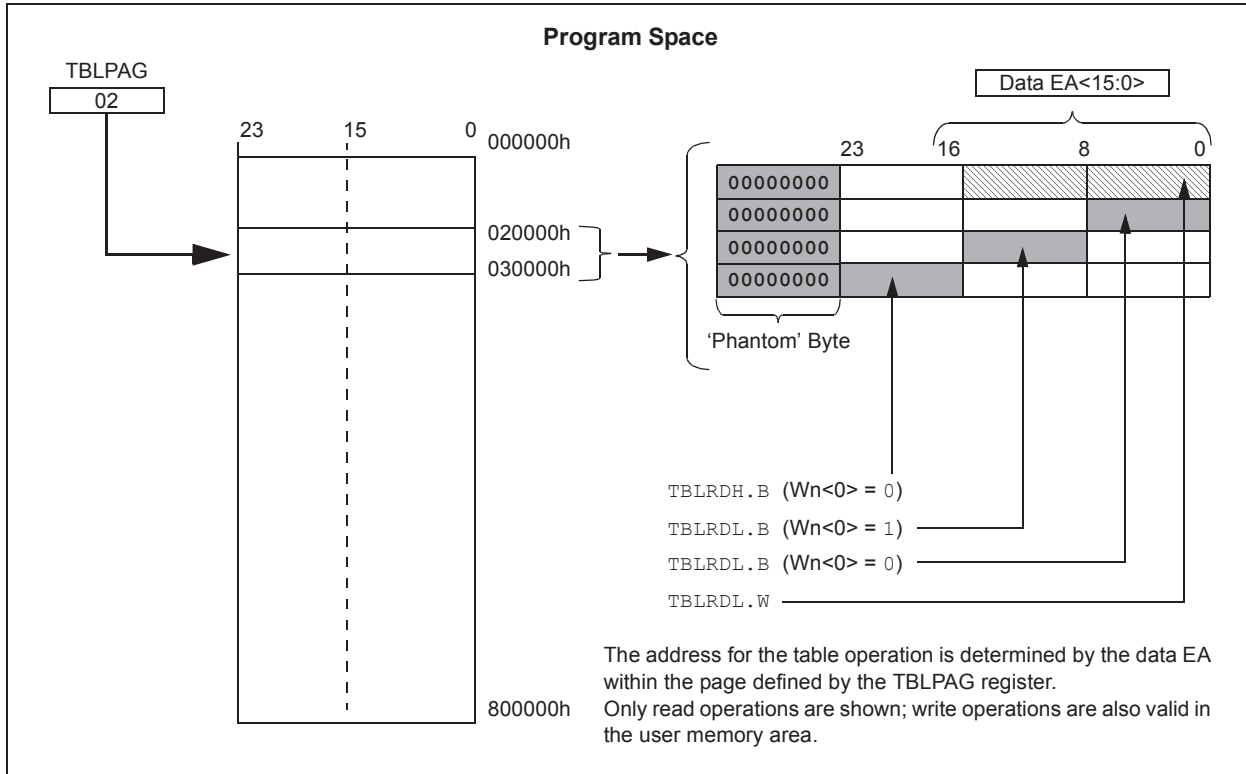 Program Space
TBLPAG
02
Data EA<15:0>
23 15 0
000000h
020000h
030000h
800000h
23 16 8 0
00000000
00000000
00000000
00000000
'Phantom' Byte
TBLRDH.B (Wn<0> = 0)
TBLRDL.B (Wn<0> = 1)
TBLRDL.B (Wn<0> = 0)
TBLRDL.W
The address for the table operation is determined by the data EA
within the page defined by the TBLPAG register.
Only read operations are shown; write operations are also valid in
the user memory area.